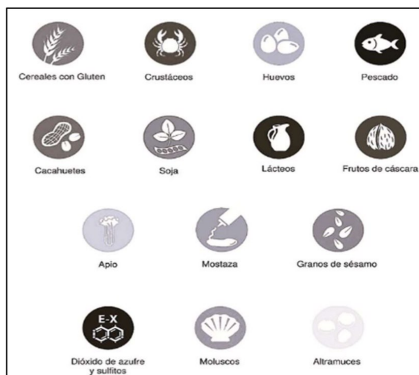 Cereales con Gluten
Crustáceos
Huevos
Pescado
Cacahuetes
Soja
Lácteos
Frutos de cáscara
Apio
Mostaza
Granos de sésamo
E-X
Dióxido de azufre
y sulfitos
Moluscos
Altramuces